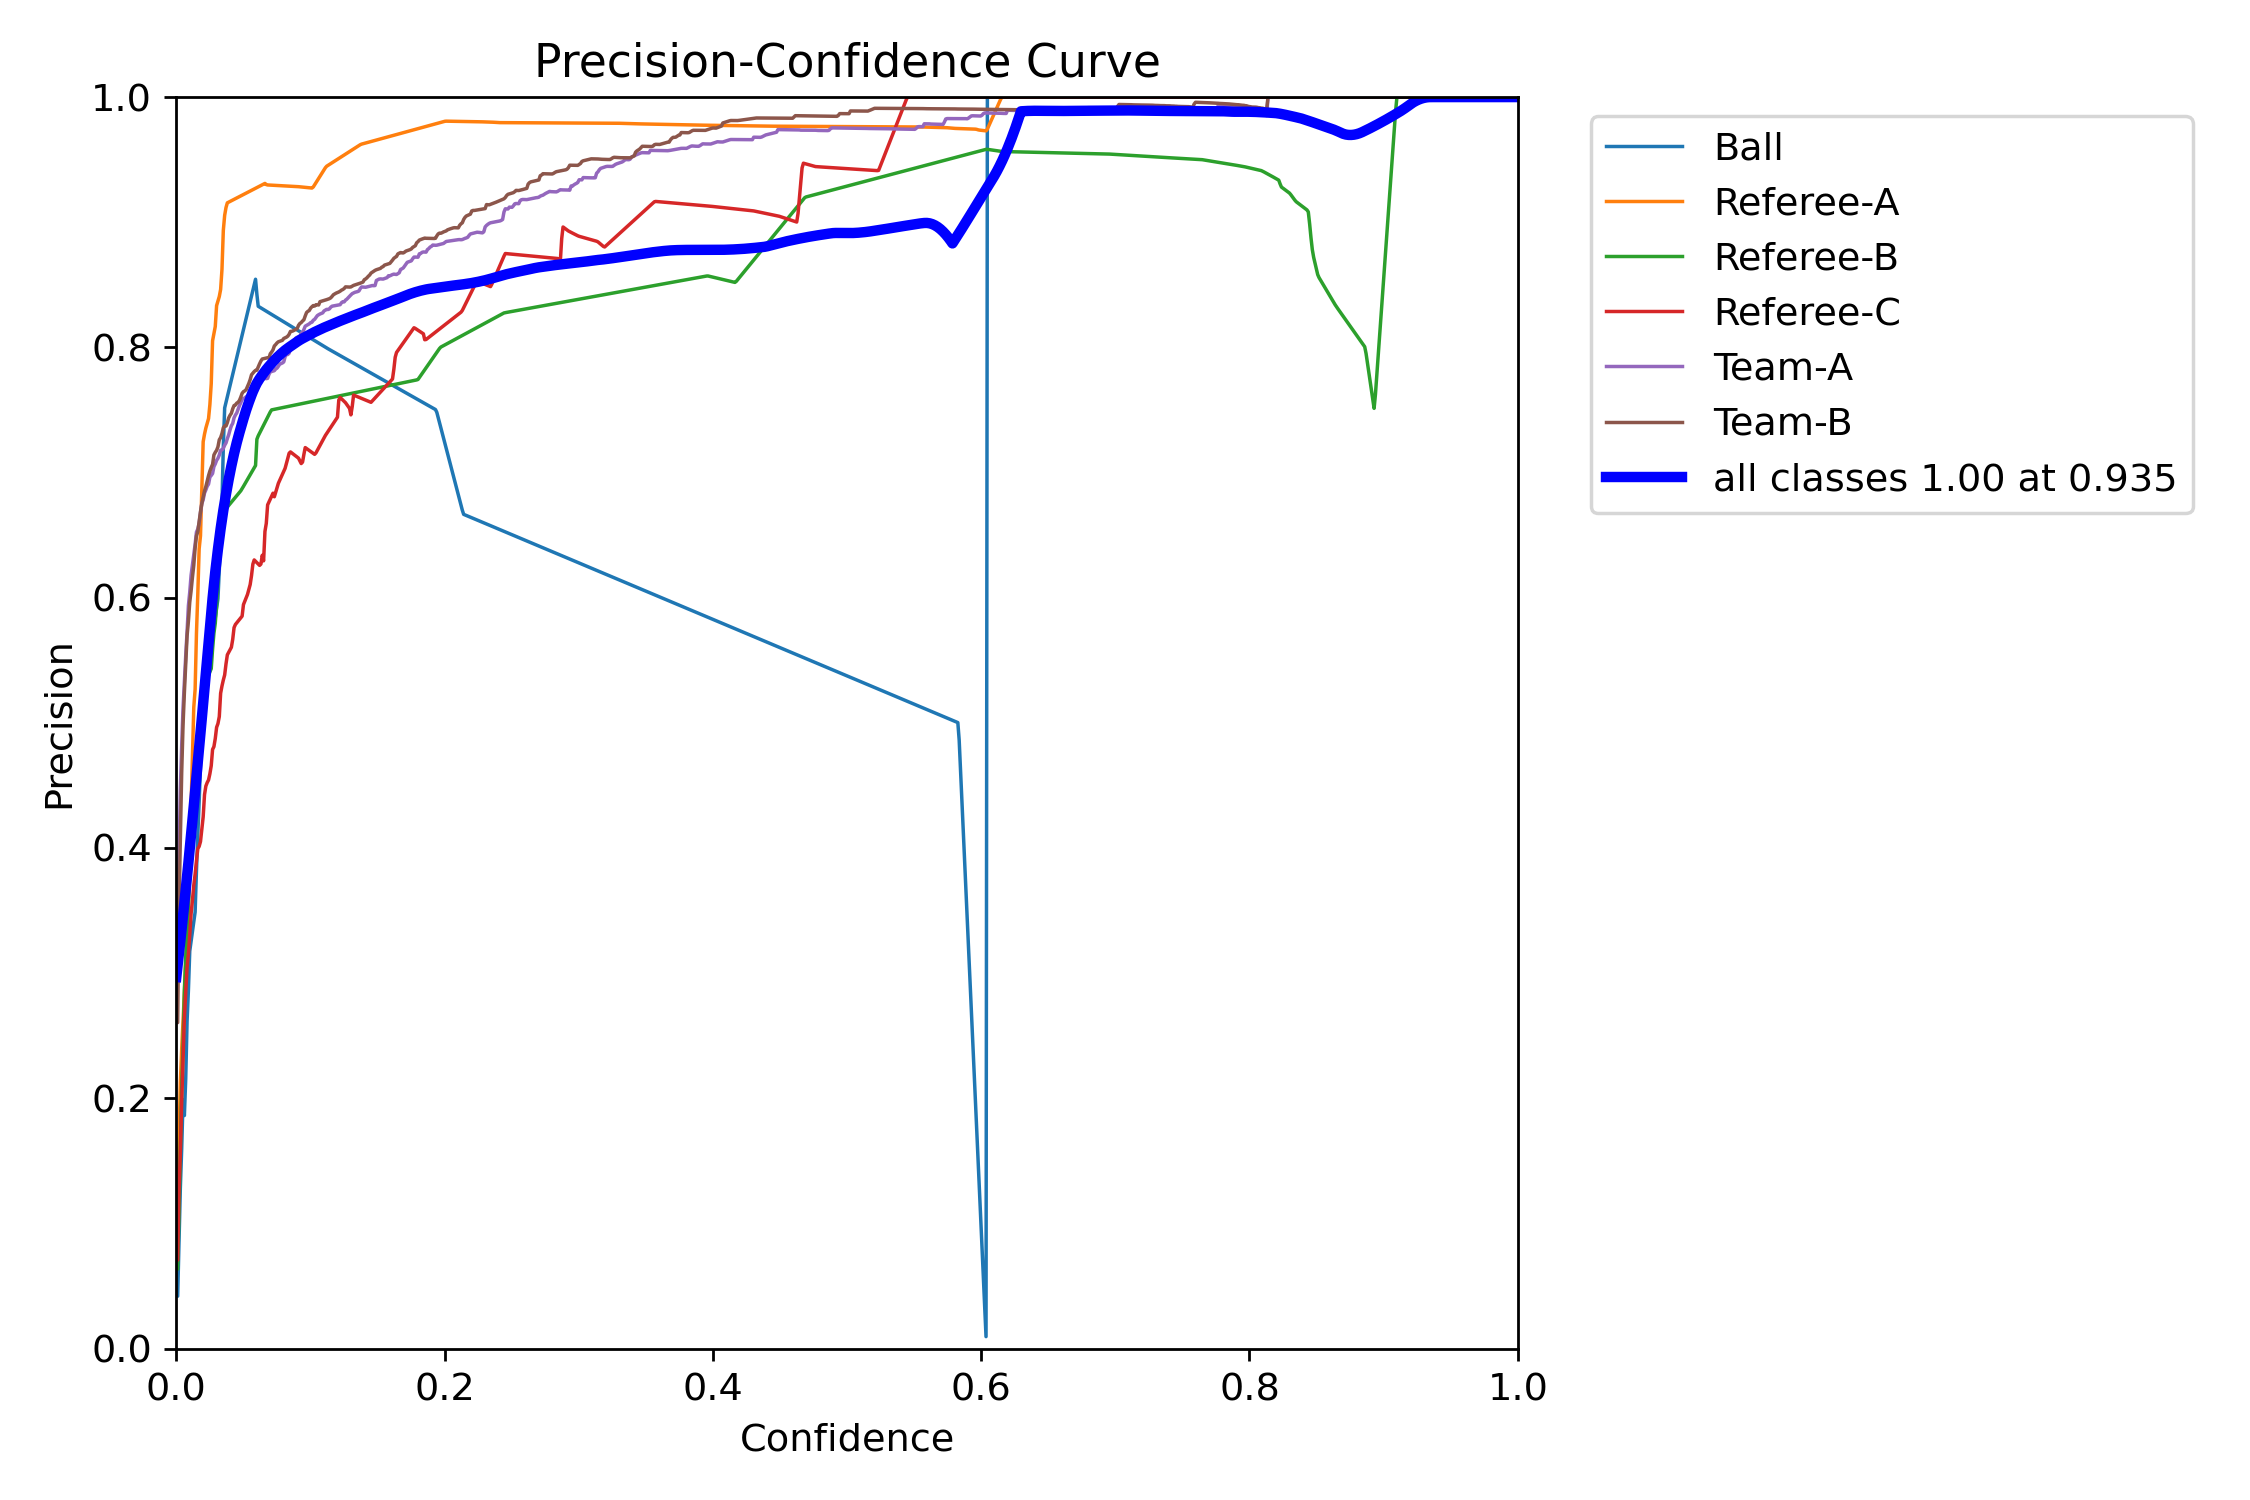 Precision-Confidence Curve
1.0
0.8
0.6
0.4
0.2
0.0
Precision
0.0 0.2 0.4 0.6 0.8 1.0
Confidence
Ball
Referee-A
Referee-B
Referee-C
Team-A
Team-B
all classes 1.00 at 0.935